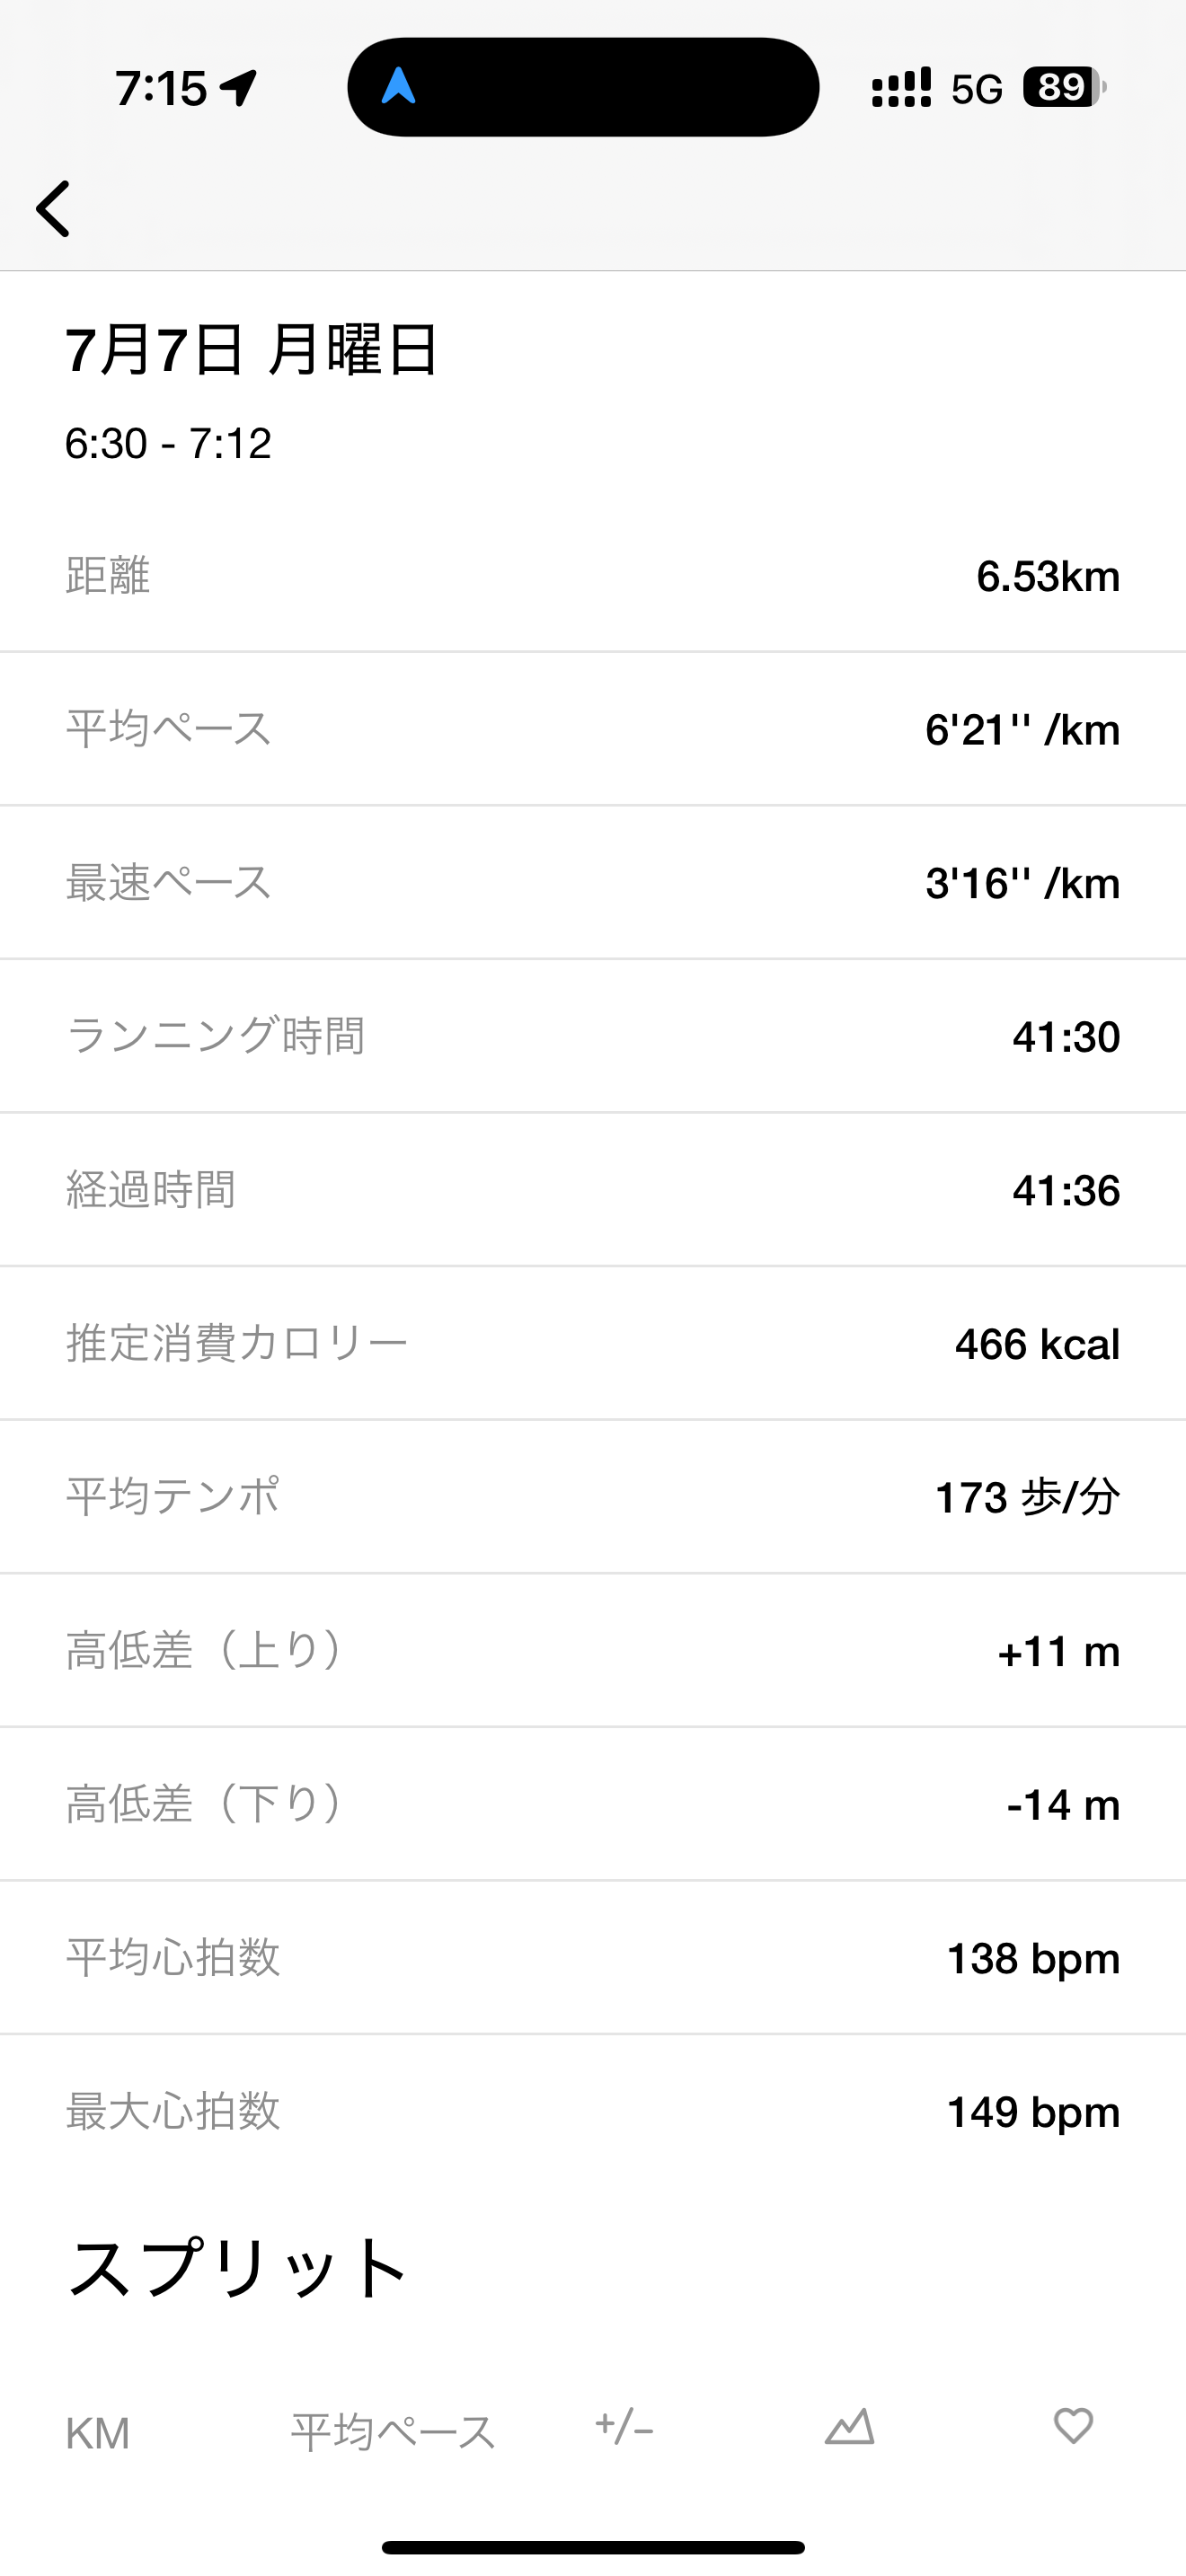 7:15 5G 89
7月7日 月曜日
6:30 - 7:12
距離 6.53km
平均ペース 6'21'' /km
最速ペース 3'16'' /km
ランニング時間 41:30
経過時間 41:36
推定消費カロリー 466 kcal
平均テンポ 173 歩/分
高低差（上り） +11 m
高低差（下り） -14 m
平均心拍数 138 bpm
最大心拍数 149 bpm
スプリット
KM 平均ペース +/-